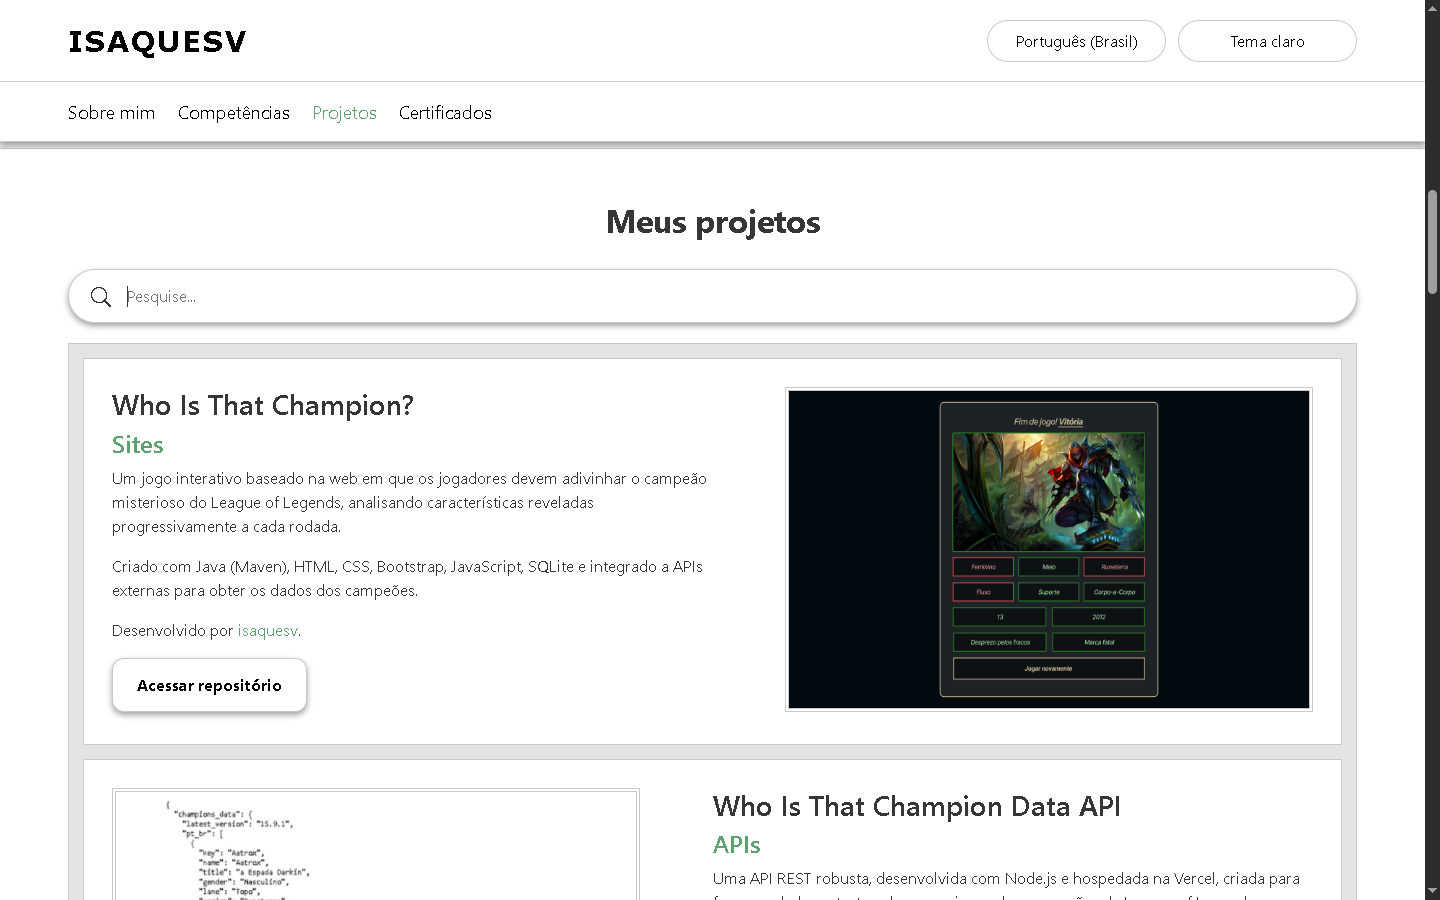 ISAQUESV
Português (Brasil)
Tema claro
Sobre mim
Competências
Projetos
Certificados
Meus projetos
Pesquise...
Who Is That Champion?
Sites
Um jogo interativo baseado na web em que os jogadores devem adivinhar o campeão
misterioso do League of Legends, analisando características reveladas
progressivamente a cada rodada.
Criado com Java (Maven), HTML, CSS, Bootstrap, JavaScript, SQLite e integrado a APIs
externas para obter os dados dos campeões.
Desenvolvido por isaquesv.
Acessar repositório
Fim de jogo! Vitória
Feminino
Meio
Runeterra
Fluxo
Suporte
Corpo-a-Corpo
13
2012
Desprezo pelos fracos
Marca fatal
Jogar novamente
{
"champions_data": {
"latest_version": "15.9.1",
"pt_br": [
{
"key": "Aatrox",
"name": "Aatrox",
"title": "a Espada Darkin",
"gender": "Masculino",
"lane": "Topo",
Who Is That Champion Data API
APIs
Uma API REST robusta, desenvolvida com Node.js e hospedada na Vercel, criada para